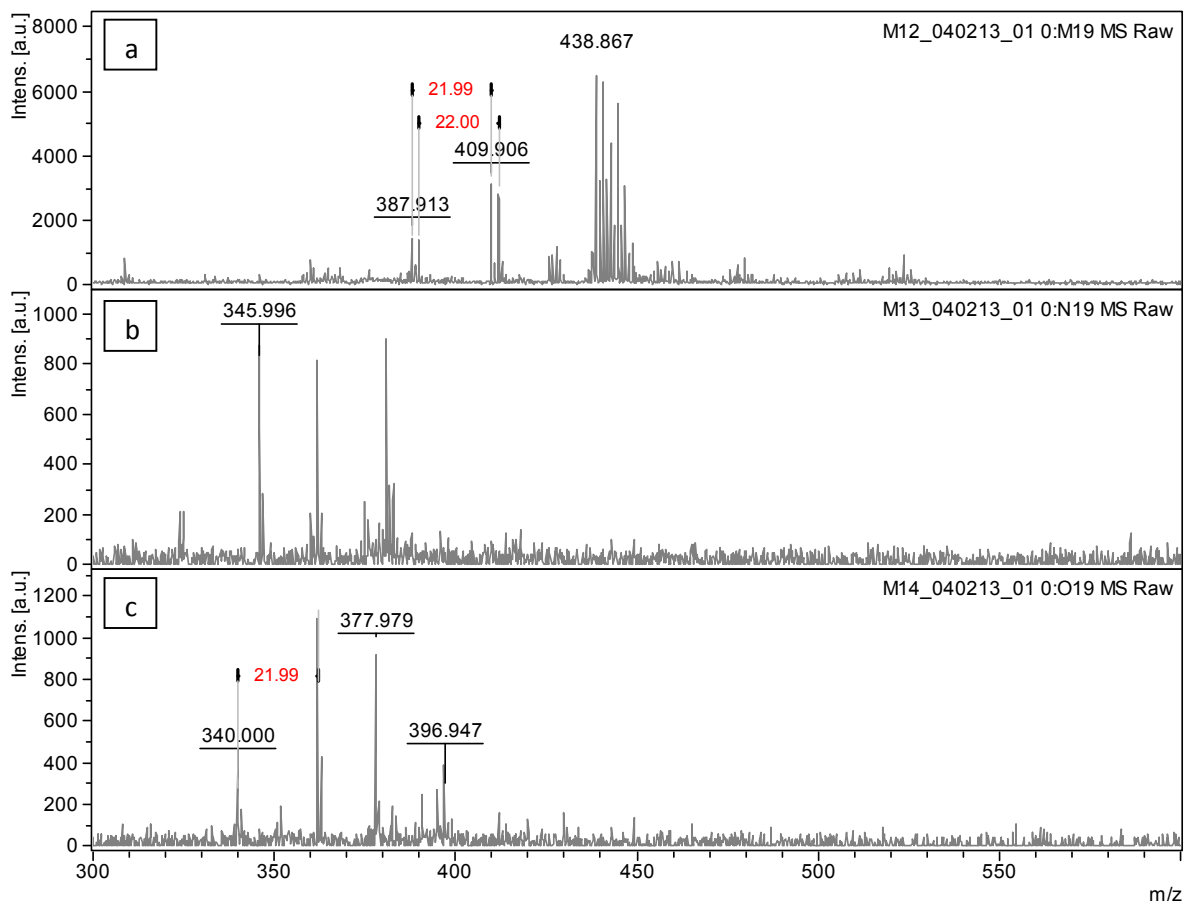 a
M12_040213_01 0:M19 MS Raw
438.867
21.99
22.00
409.906
387.913
Intens. [a.u.]
8000
6000
4000
2000
0
b
M13_040213_01 0:N19 MS Raw
345.996
Intens. [a.u.]
1000
800
600
400
200
0
c
M14_040213_01 0:O19 MS Raw
377.979
21.99
340.000
396.947
Intens. [a.u.]
1200
1000
800
600
400
200
0
300 350 400 450 500 550
m/z